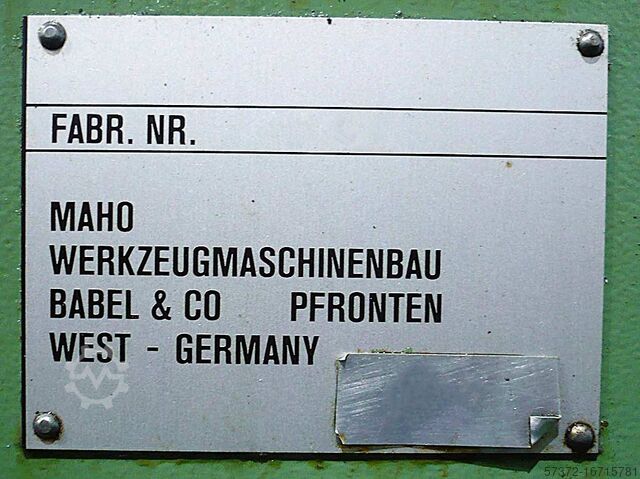 FABR. NR.
MAHO
WERKZEUGMASCHINENBAU
BABEL & CO PFRONTEN
WEST - GERMANY
57372-16715781